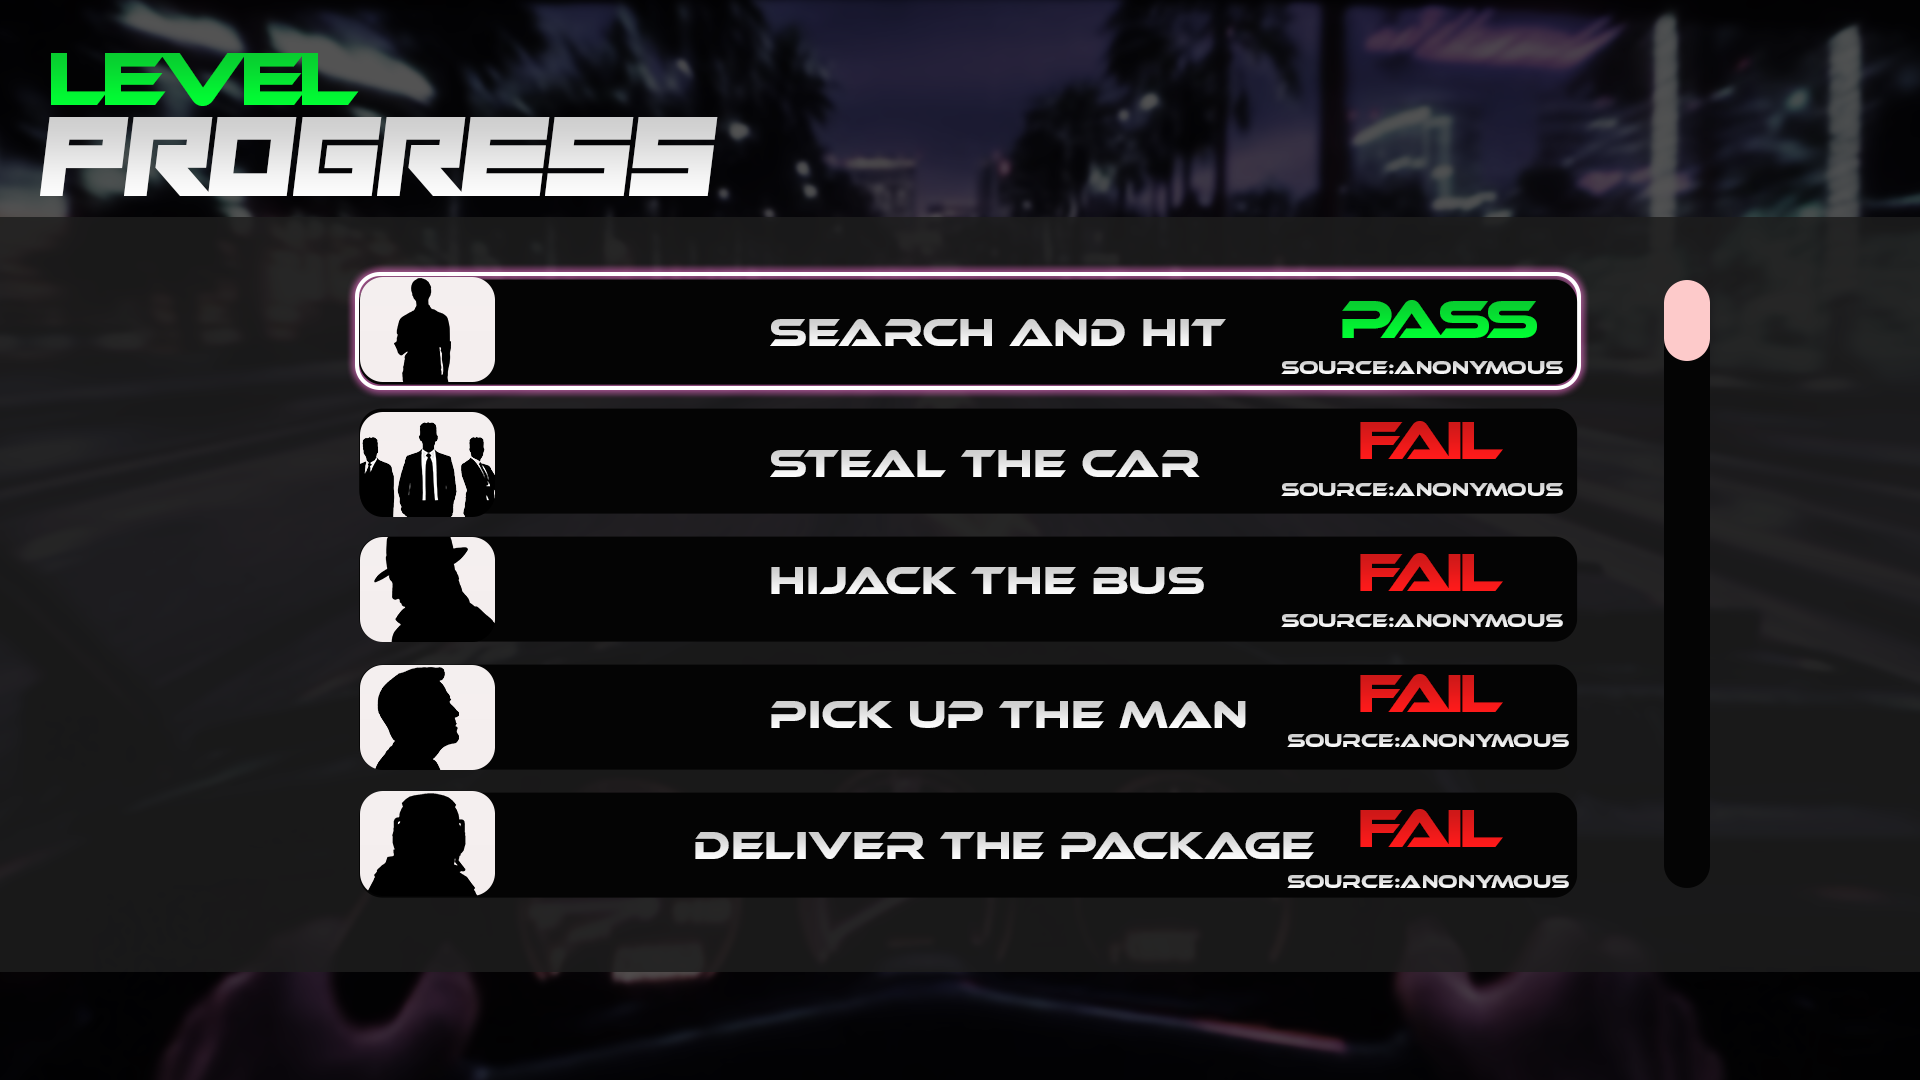 LEVEL
PROGRESS
SEARCH AND HIT
PASS
SOURCE:ANONYMOUS
STEAL THE CAR
FAIL
SOURCE:ANONYMOUS
HIJACK THE BUS
FAIL
SOURCE:ANONYMOUS
PICK UP THE MAN
FAIL
SOURCE:ANONYMOUS
DELIVER THE PACKAGE
FAIL
SOURCE:ANONYMOUS